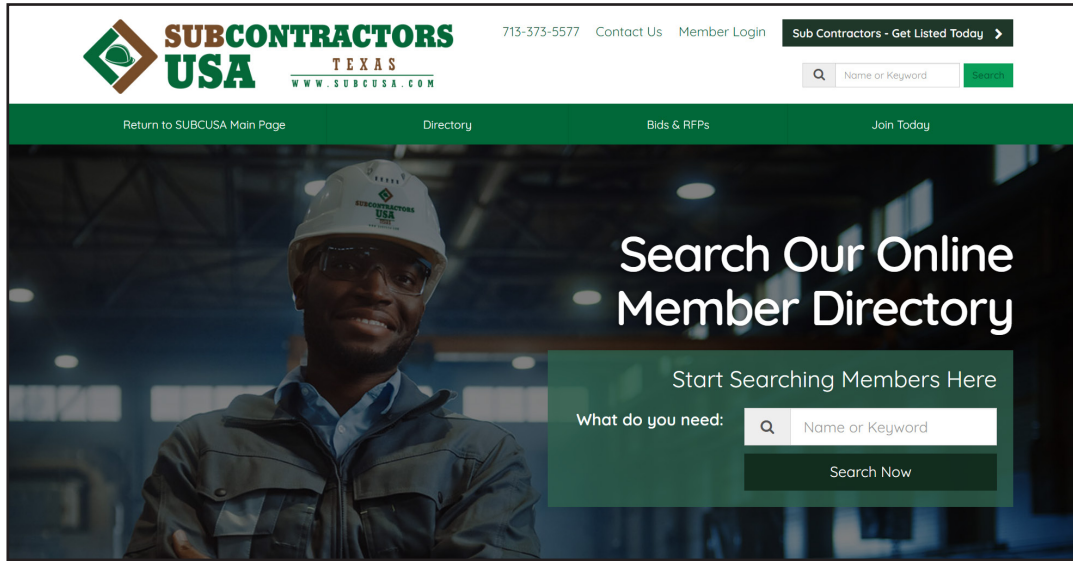 SUBCONTRACTORS
USA
TEXAS
WWW.SUBCUSA.COM
713-373-5577 Contact Us Member Login Sub Contractors - Get Listed Today
Name or Keyword Search
Return to SUBCUSA Main Page Directory Bids & RFPs Join Today
SUBCONTRACTORS
USA
Search Our Online
Member Directory
Start Searching Members Here
What do you need: Name or Keyword
Search Now